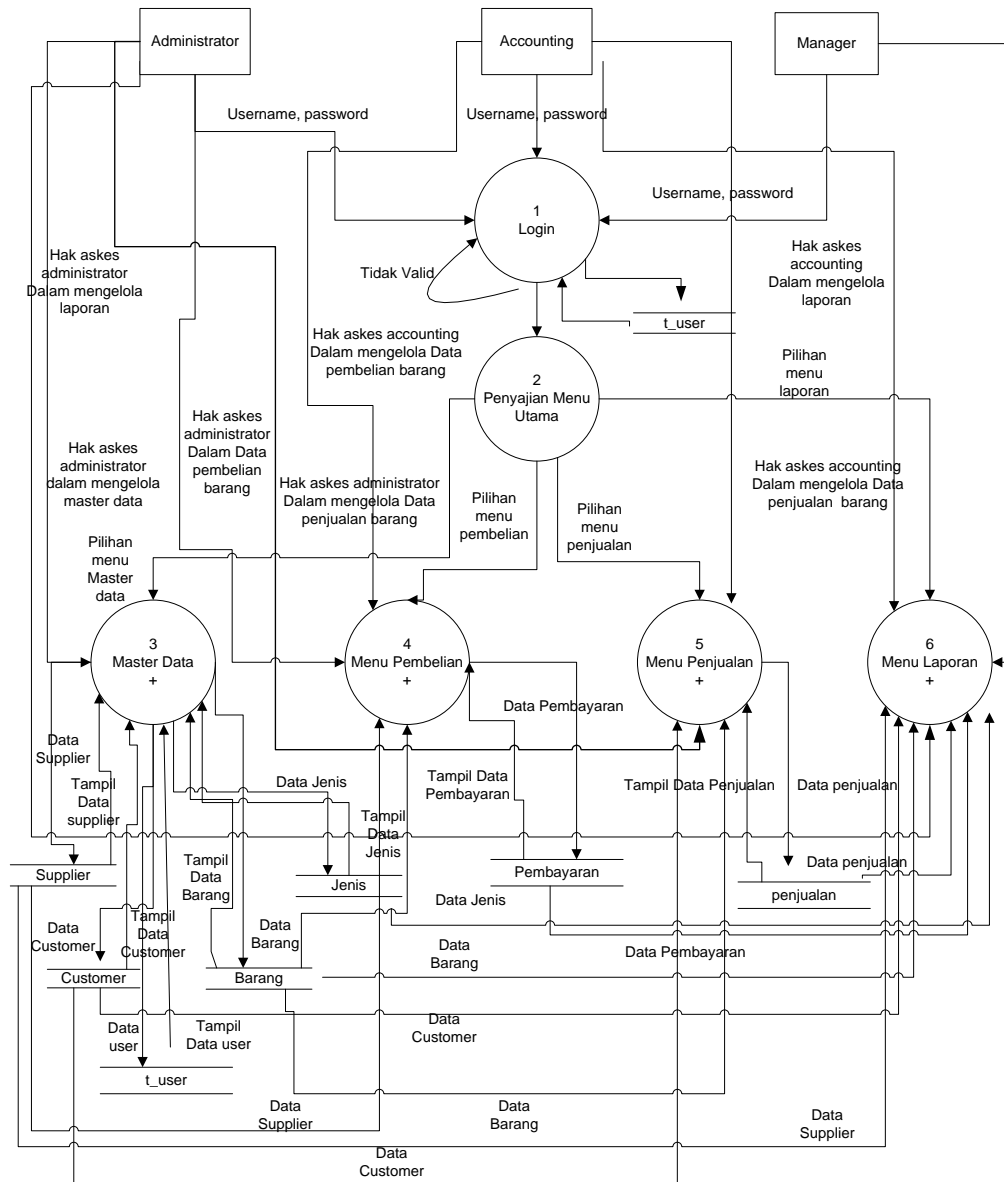 Administrator
Accounting
Manager
Username, password
Username, password
1
Login
Username, password
Tidak Valid
Hak askes
administrator
Dalam mengelola
laporan
Hak askes
accounting
Dalam mengelola
laporan
t_user
Hak askes accounting
Dalam mengelola Data
pembelian barang
2
Penyajian Menu
Utama
Pilihan
menu
laporan
Hak askes
administrator
Dalam Data
pembelian
barang
Hak askes
administrator
dalam mengelola
master data
Hak askes administrator
Dalam mengelola Data
penjualan barang
Hak askes accounting
Dalam mengelola Data
penjualan barang
Pilihan
menu
pembelian
Pilihan
menu
penjualan
Pilihan
menu
Master
data
3
Master Data
+
4
Menu Pembelian
+
5
Menu Penjualan
+
6
Menu Laporan
+
Data Pembayaran
Data
Supplier
Tampil
Data
supplier
Data Jenis
Tampil Data
Pembayaran
Tampil Data Penjualan
Data penjualan
Tampil
Data
Jenis
Tampil
Data
Barang
Data penjualan
Supplier
Jenis
Pembayaran
penjualan
Data Jenis
Data
Customer
Tampil
Data
Customer
Data
Barang
Data
Barang
Data Pembayaran
Customer
Barang
Data
user
Tampil
Data user
Data
Customer
t_user
Data
Supplier
Data
Barang
Data
Supplier
Data
Customer